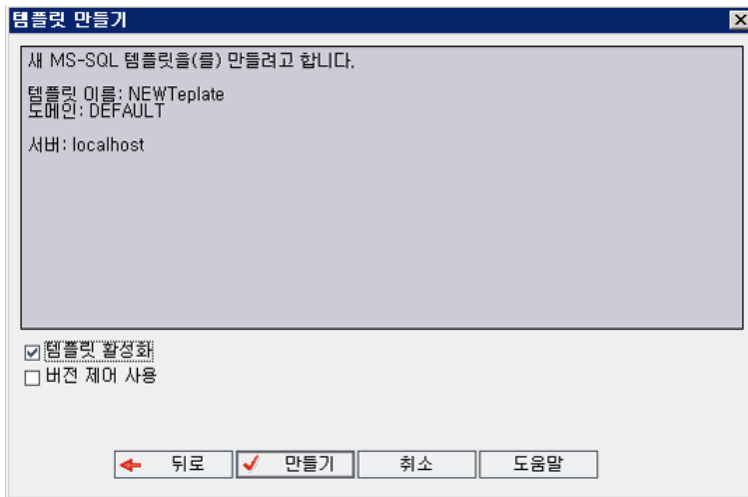 템플릿 만들기
새 MS-SQL 템플릿을(를) 만들려고 합니다.
템플릿 이름: NEWTeplate
도메인: DEFAULT
서버: localhost
템플릿 활성화
버전 제어 사용
뒤로
만들기
취소
도움말